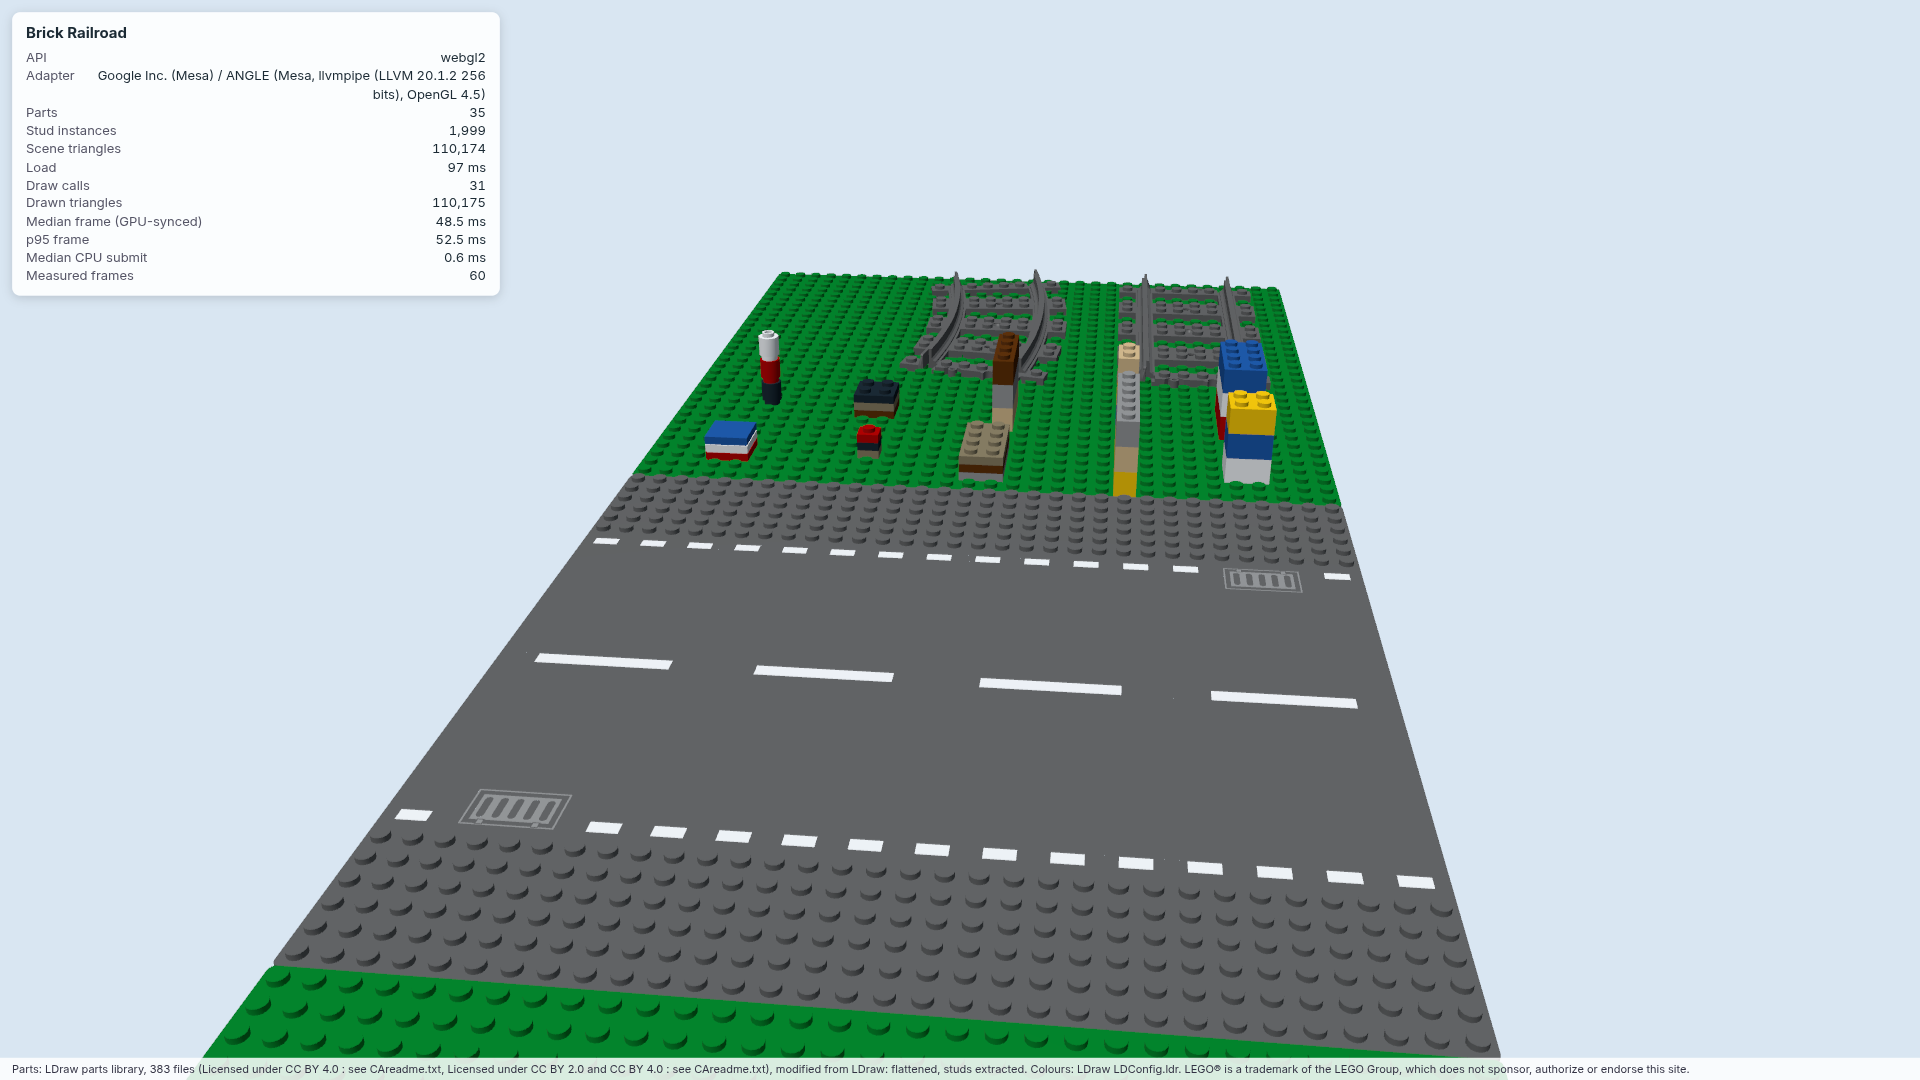 Brick Railroad
API webgl2
Adapter Google Inc. (Mesa) / ANGLE (Mesa, llvmpipe (LLVM 20.1.2 256
bits), OpenGL 4.5)
Parts 35
Stud instances 1,999
Scene triangles 110,174
Load 97 ms
Draw calls 31
Drawn triangles 110,175
Median frame (GPU-synced) 48.5 ms
p95 frame 52.5 ms
Median CPU submit 0.6 ms
Measured frames 60
Parts: LDraw parts library, 383 files (Licensed under CC BY 4.0 : see CAreadme.txt, Licensed under CC BY 2.0 and CC BY 4.0 : see CAreadme.txt), modified from LDraw: flattened, studs extracted. Colours: LDraw LDConfig.ldr. LEGO® is a trademark of the LEGO Group, which does not sponsor, authorize or endorse this site.